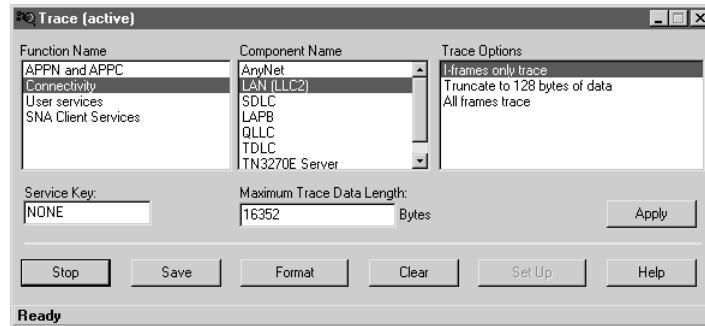 Trace (active)
Function Name
APPN and APPC
Connectivity
User services
SNA Client Services
Component Name
AnyNet
LAN (LLC2)
SDLC
LAPB
QLLC
TDLC
TN3270E Server
Trace Options
I-frames only trace
Truncate to 128 bytes of data
All frames trace
Service Key:
NONE
Maximum Trace Data Length:
16352 Bytes
Apply
Stop Save Format Clear Set Up Help
Ready